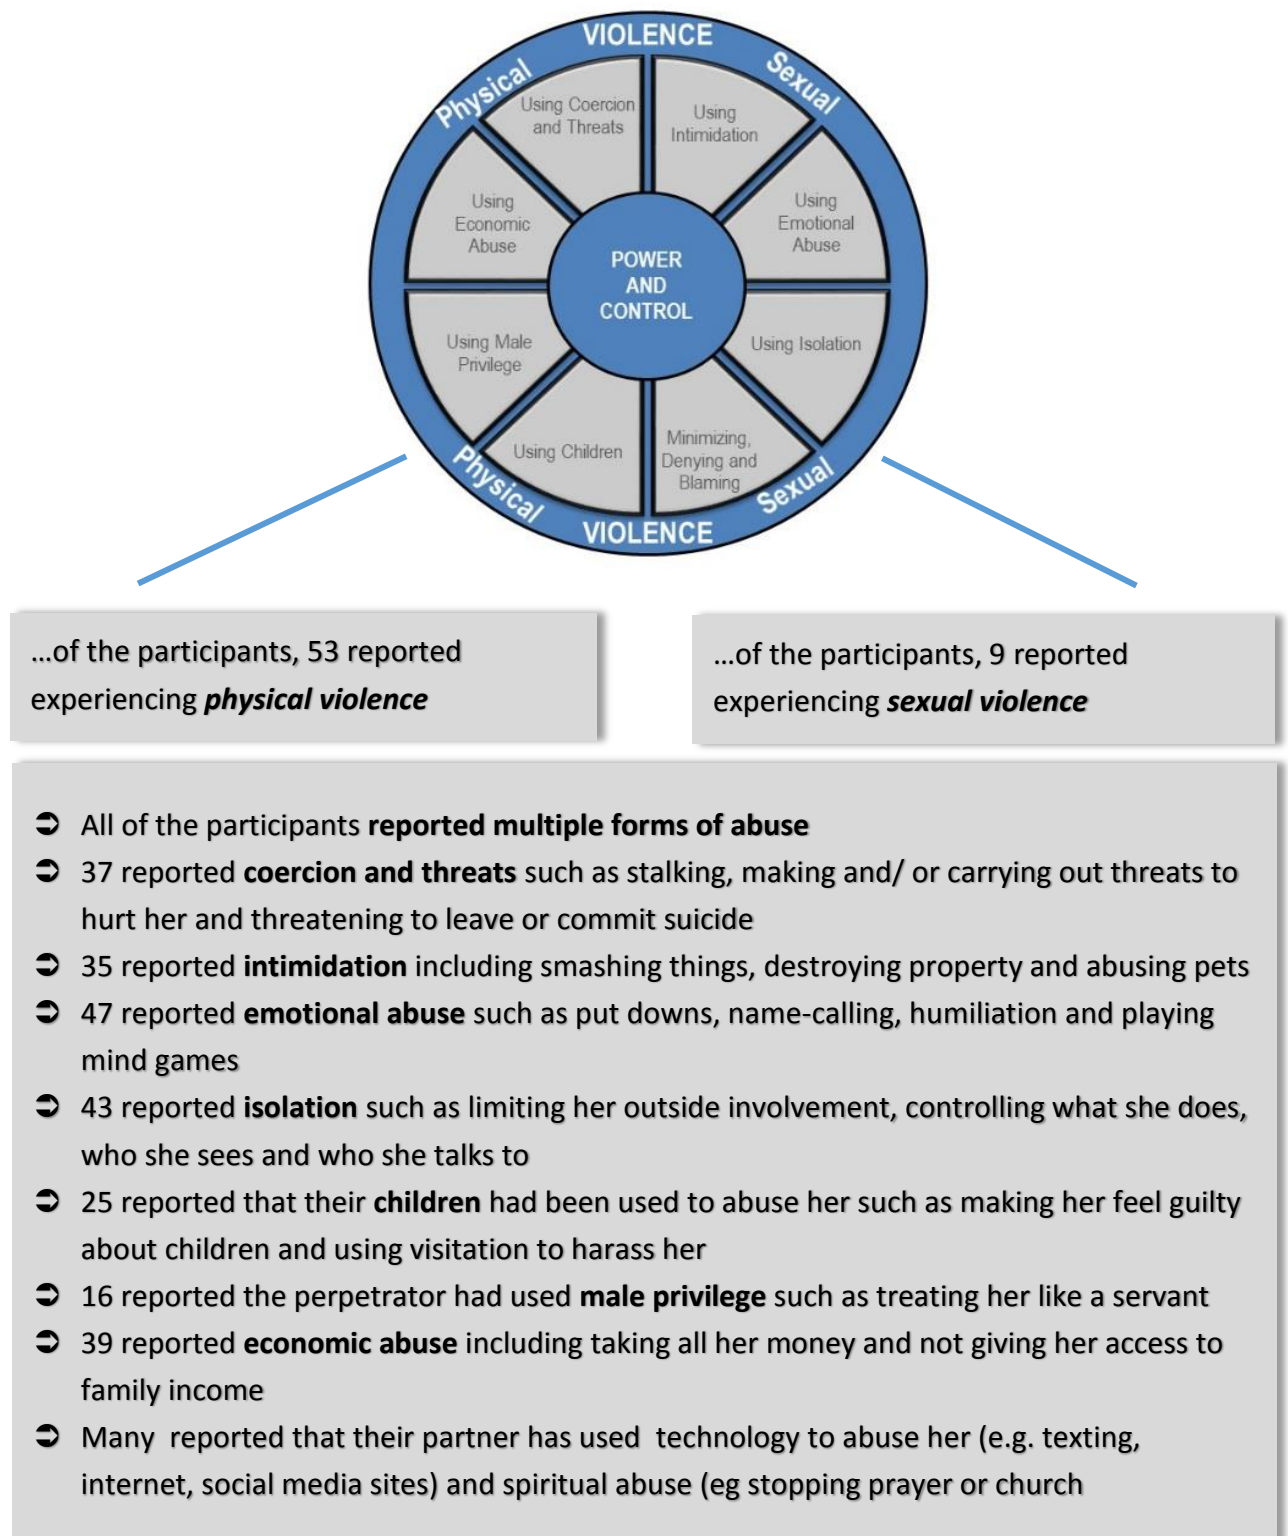 VIOLENCE
Physical
Sexual
Using Coercion
and Threats
Using
Intimidation
Using
Economic
Abuse
Using
Emotional
Abuse
POWER
AND
CONTROL
Using Male
Privilege
Using Isolation
Using Children
Minimizing,
Denying and
Blaming
Physical
Sexual
VIOLENCE
…of the participants, 53 reported
experiencing physical violence
…of the participants, 9 reported
experiencing sexual violence
➲ All of the participants reported multiple forms of abuse
➲ 37 reported coercion and threats such as stalking, making and/ or carrying out threats to
hurt her and threatening to leave or commit suicide
➲ 35 reported intimidation including smashing things, destroying property and abusing pets
➲ 47 reported emotional abuse such as put downs, name-calling, humiliation and playing
mind games
➲ 43 reported isolation such as limiting her outside involvement, controlling what she does,
who she sees and who she talks to
➲ 25 reported that their children had been used to abuse her such as making her feel guilty
about children and using visitation to harass her
➲ 16 reported the perpetrator had used male privilege such as treating her like a servant
➲ 39 reported economic abuse including taking all her money and not giving her access to
family income
➲ Many reported that their partner has used technology to abuse her (e.g. texting,
internet, social media sites) and spiritual abuse (eg stopping prayer or church